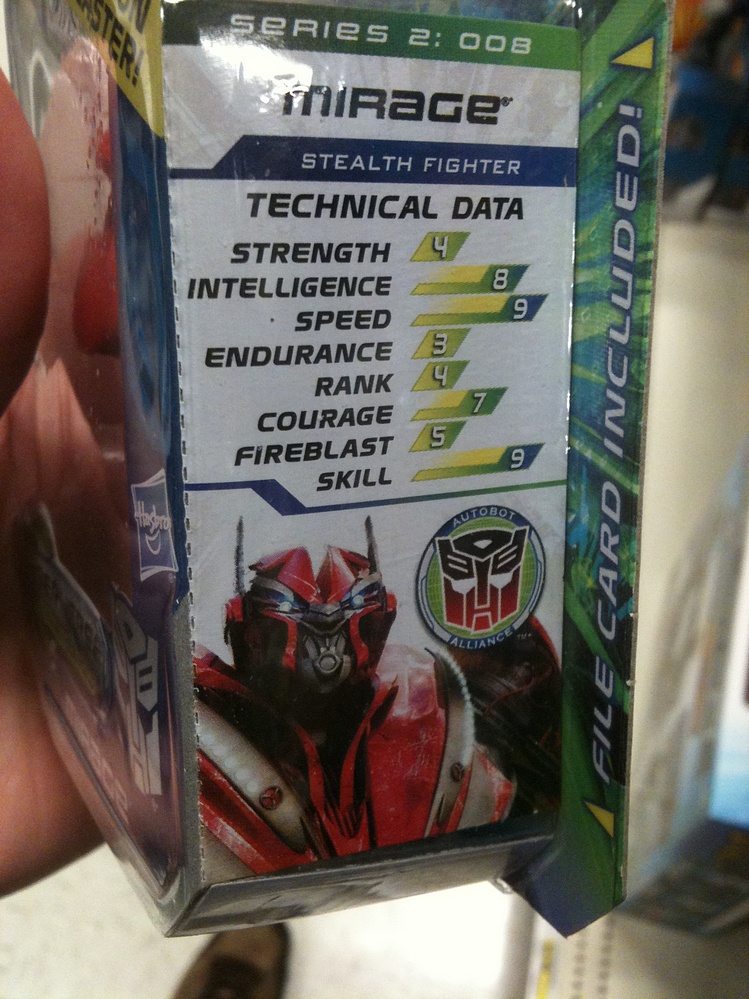 SERIES 2: 008
MIRAGE®
STEALTH FIGHTER
TECHNICAL DATA
STRENGTH 4
INTELLIGENCE 8
SPEED 9
ENDURANCE 3
RANK 4
COURAGE 7
FIREBLAST 5
SKILL 9
AUTOBOT
ALLIANCE™
FILE CARD INCLUDED!
Hasbro